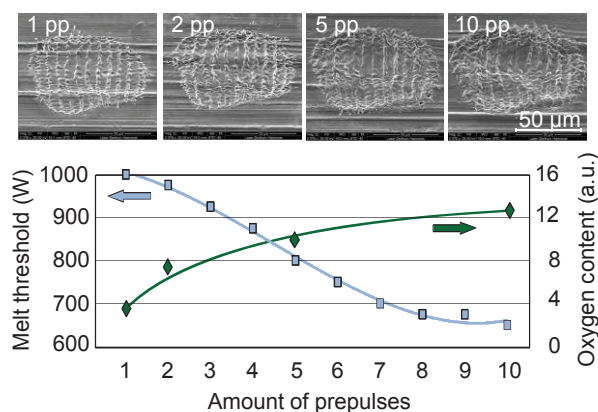 1 pp 2 pp 5 pp 10 pp
50 µm
1000 16
900 12
800 8
700 4
600 0
Melt threshold (W)
Oxygen content (a.u.)
1 2 3 4 5 6 7 8 9 10
Amount of prepulses